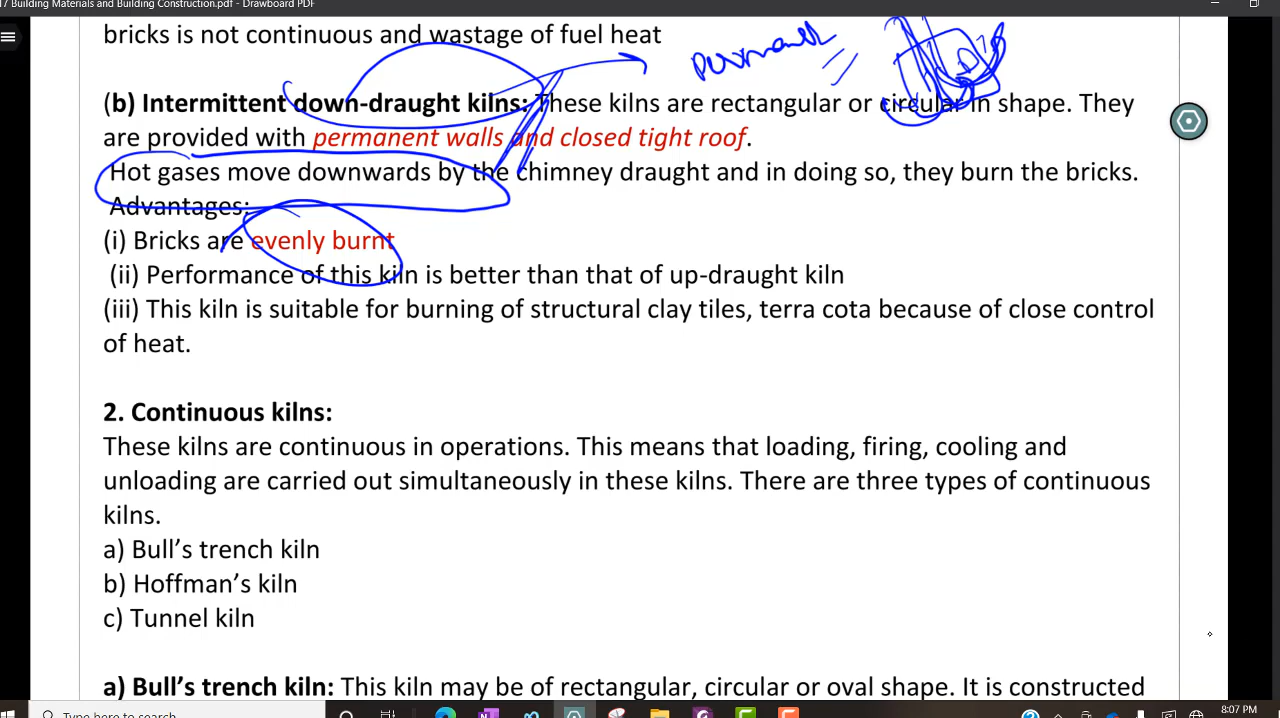 17 Building Materials and Building Construction.pdf - Drawboard PDF
bricks is not continuous and wastage of fuel heat
permanent
(b) Intermittent down-draught kilns: These kilns are rectangular or circular in shape. They
are provided with permanent walls and closed tight roof.
Hot gases move downwards by the chimney draught and in doing so, they burn the bricks.
Advantages:
(i) Bricks are evenly burnt
(ii) Performance of this kiln is better than that of up-draught kiln
(iii) This kiln is suitable for burning of structural clay tiles, terra cota because of close control
of heat.
2. Continuous kilns:
These kilns are continuous in operations. This means that loading, firing, cooling and
unloading are carried out simultaneously in these kilns. There are three types of continuous
kilns.
a) Bull’s trench kiln
b) Hoffman’s kiln
c) Tunnel kiln
a) Bull’s trench kiln: This kiln may be of rectangular, circular or oval shape. It is constructed
Type here to search
8:07 PM